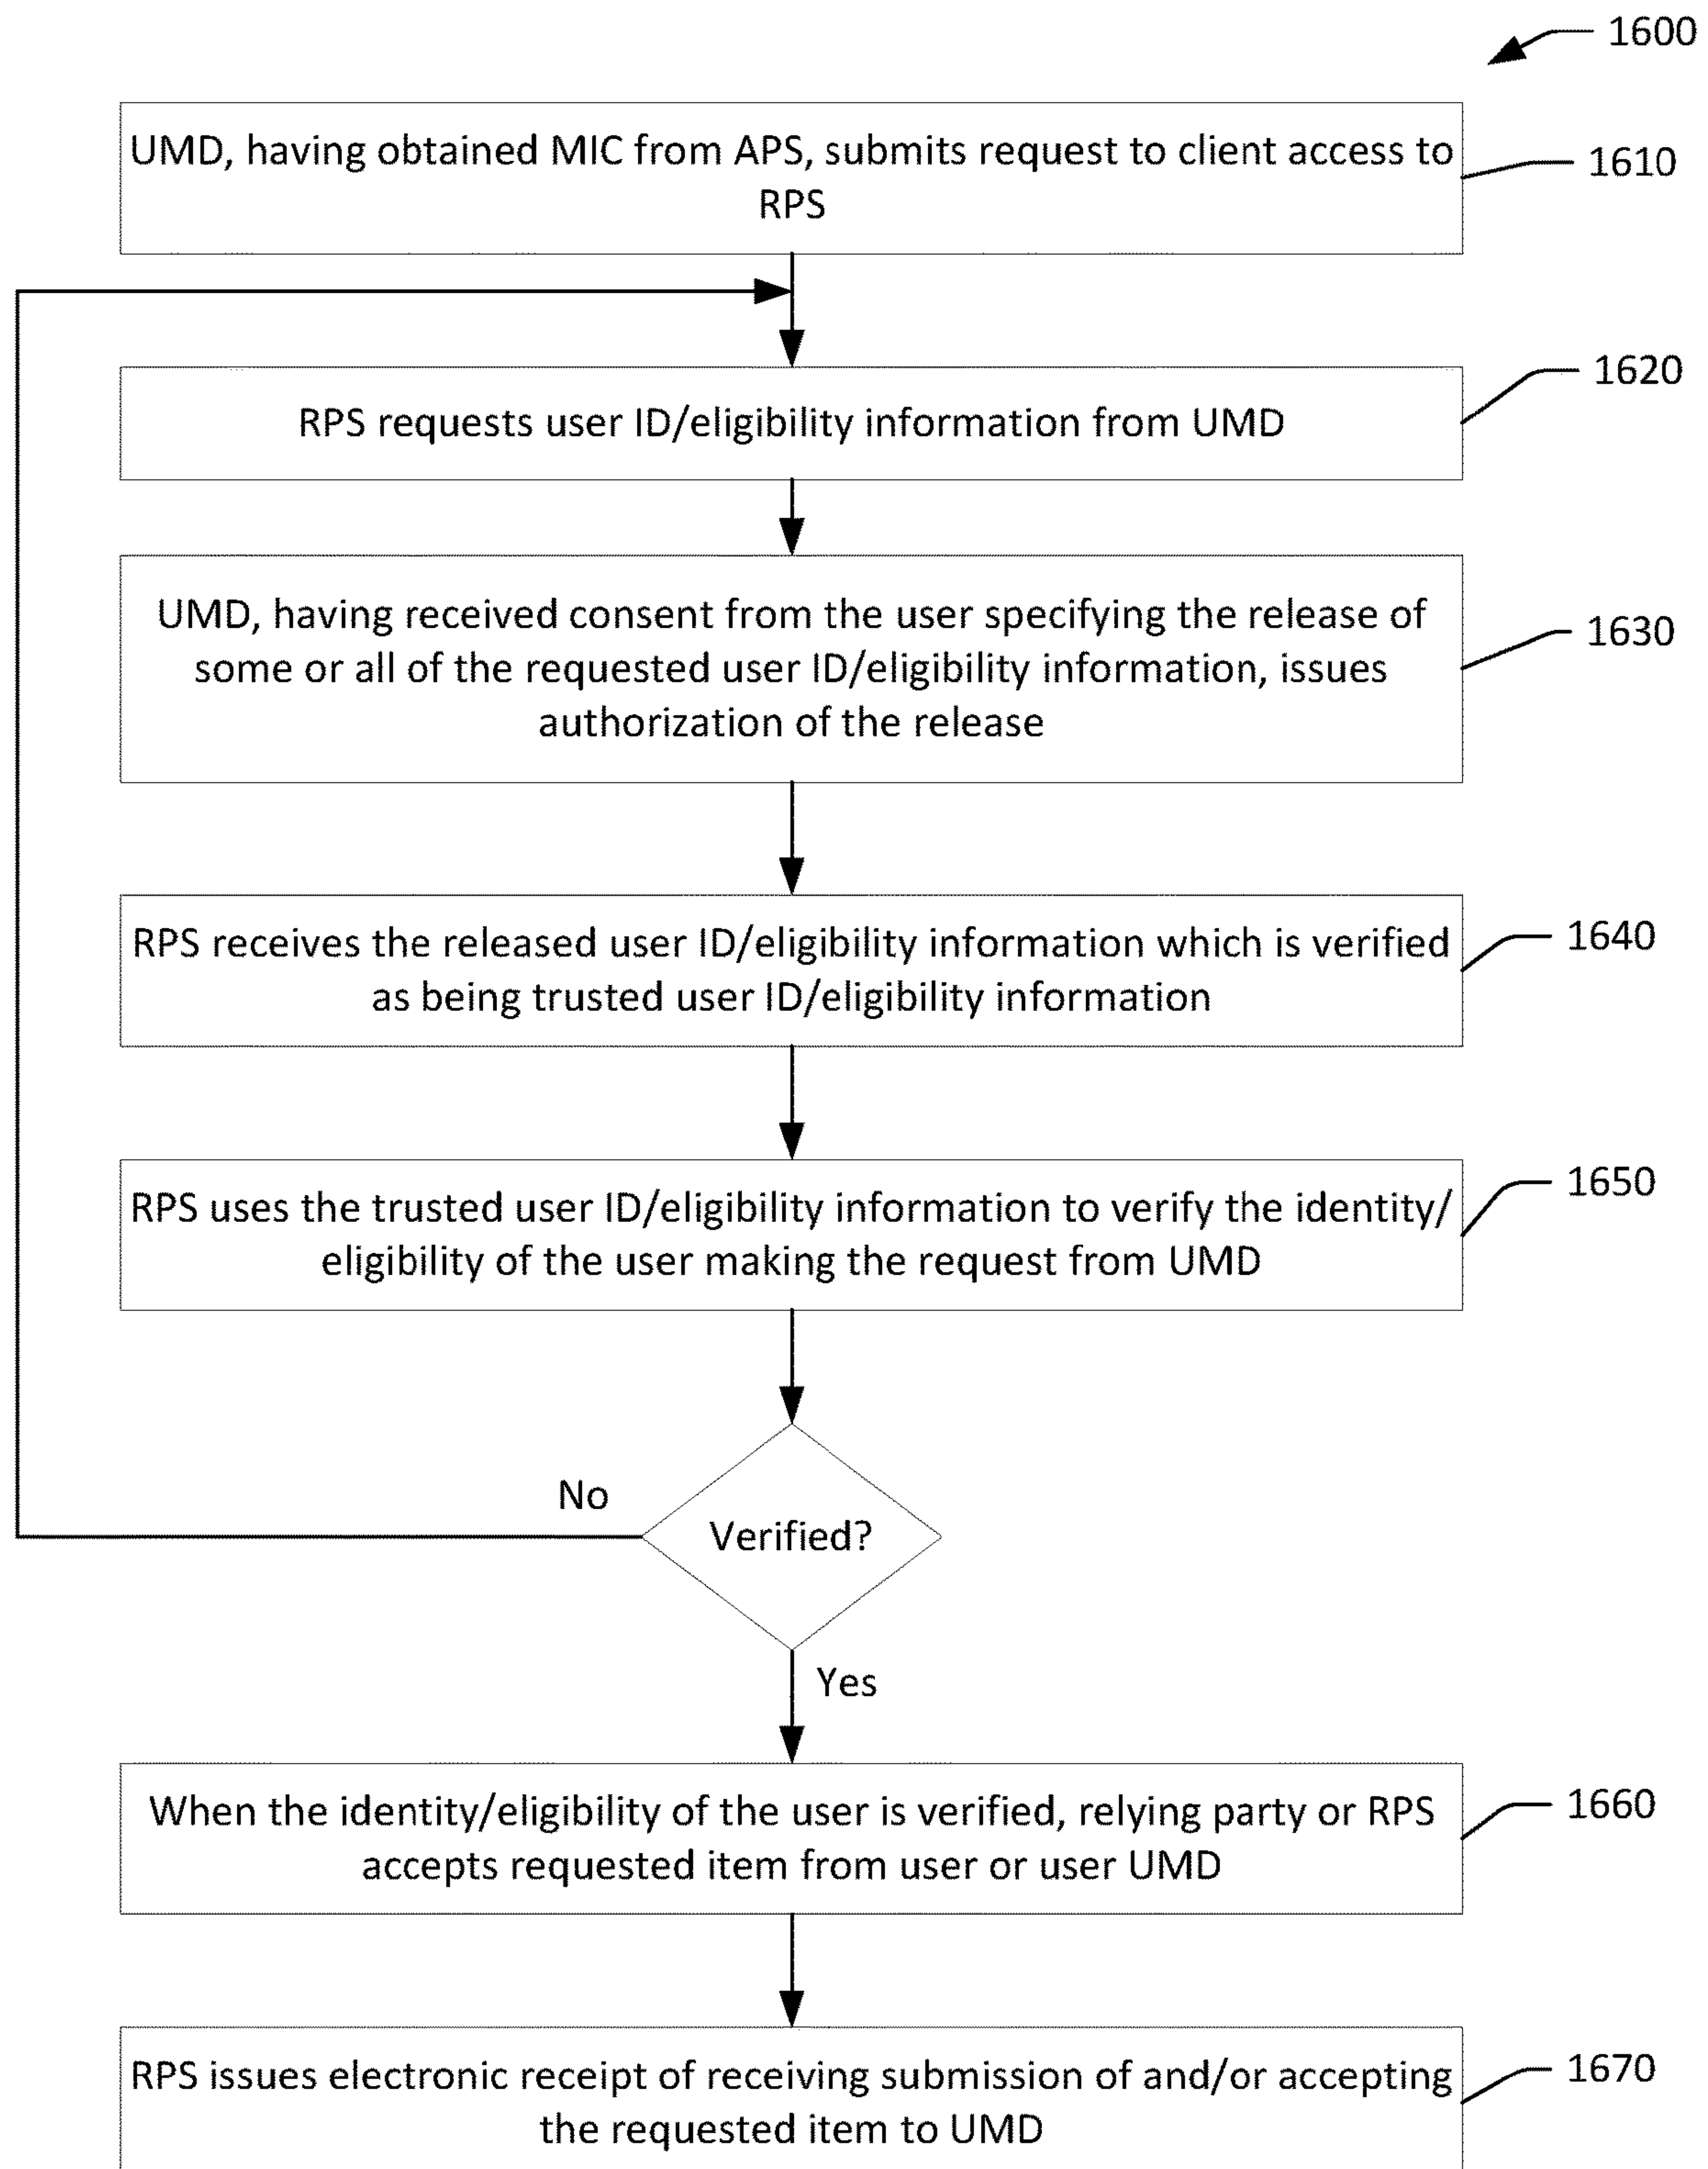 1600
UMD, having obtained MIC from APS, submits request to client access to
RPS
1610
RPS requests user ID/eligibility information from UMD
1620
UMD, having received consent from the user specifying the release of
some or all of the requested user ID/eligibility information, issues
authorization of the release
1630
RPS receives the released user ID/eligibility information which is verified
as being trusted user ID/eligibility information
1640
RPS uses the trusted user ID/eligibility information to verify the identity/
eligibility of the user making the request from UMD
1650
No
Verified?
Yes
When the identity/eligibility of the user is verified, relying party or RPS
accepts requested item from user or user UMD
1660
RPS issues electronic receipt of receiving submission of and/or accepting
the requested item to UMD
1670